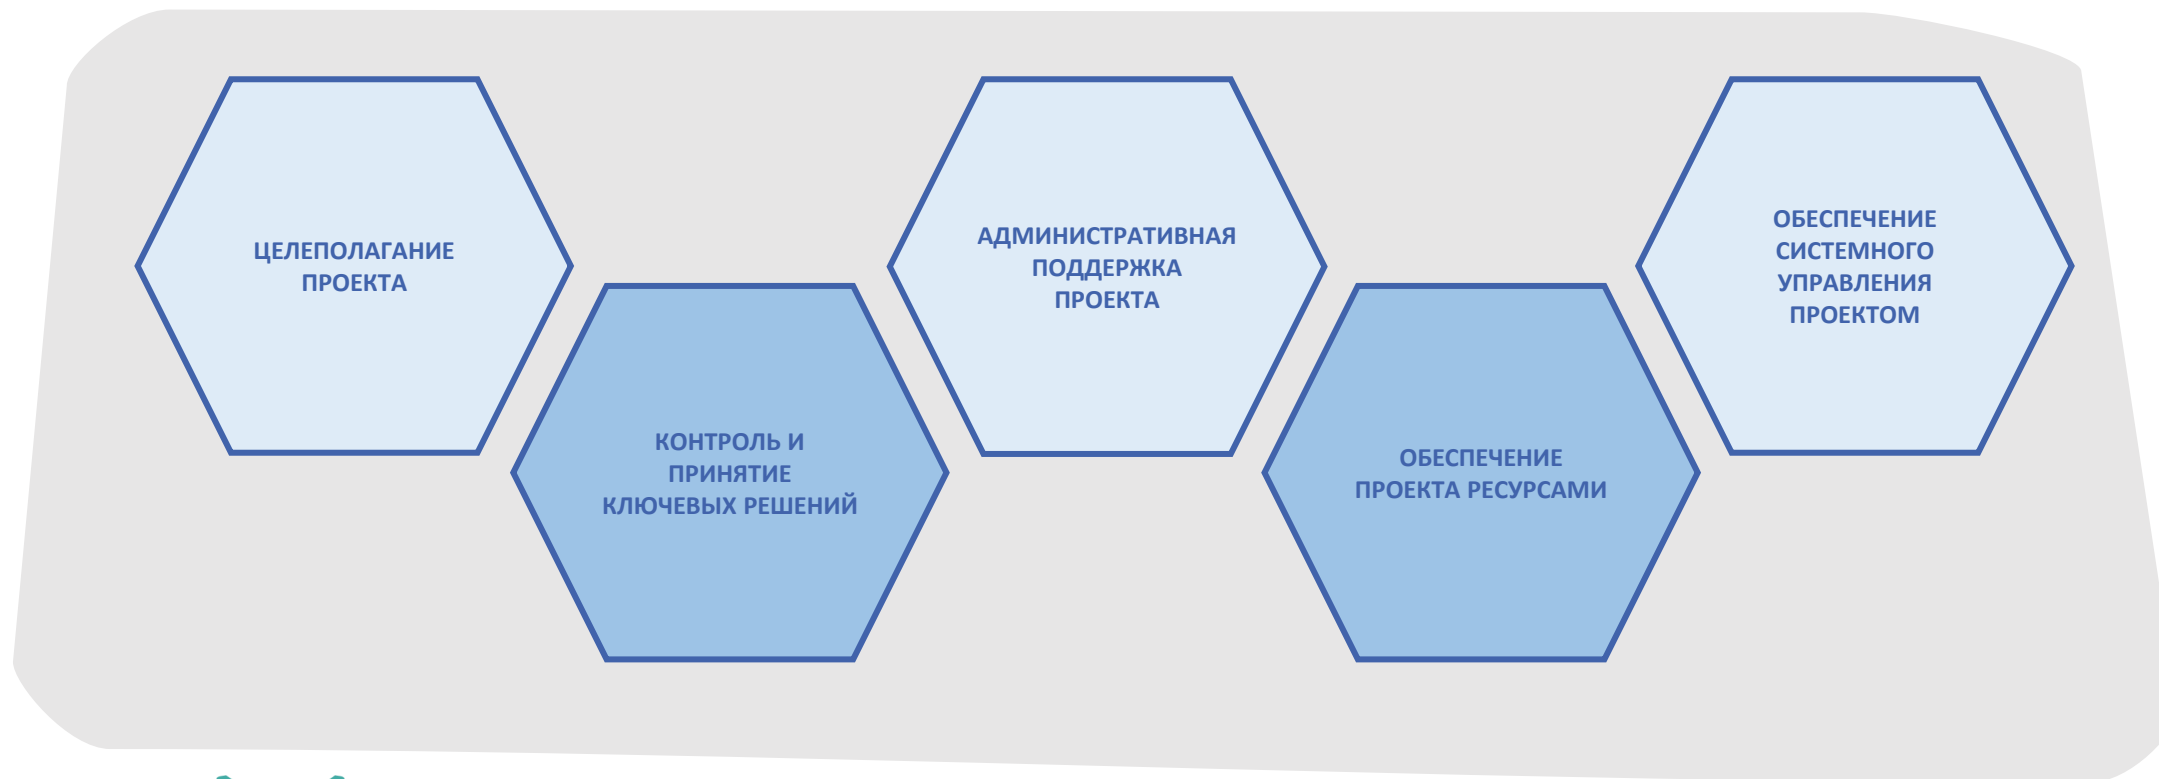 ЦЕЛЕПОЛАГАНИЕ
ПРОЕКТА
КОНТРОЛЬ И
ПРИНЯТИЕ
КЛЮЧЕВЫХ РЕШЕНИЙ
АДМИНИСТРАТИВНАЯ
ПОДДЕРЖКА
ПРОЕКТА
ОБЕСПЕЧЕНИЕ
ПРОЕКТА РЕСУРСАМИ
ОБЕСПЕЧЕНИЕ
СИСТЕМНОГО
УПРАВЛЕНИЯ
ПРОЕКТОМ